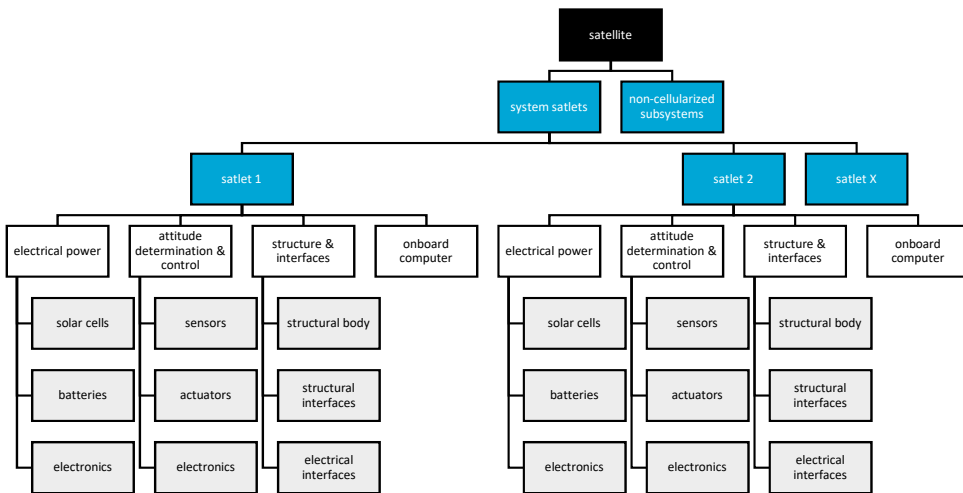 satellite
system satlets
non-cellularized
subsystems
satlet 1
satlet 2
satlet X
electrical power
attitude
determination &
control
structure &
interfaces
onboard
computer
electrical power
attitude
determination &
control
structure &
interfaces
onboard
computer
solar cells
sensors
structural body
solar cells
sensors
structural body
batteries
actuators
structural
interfaces
batteries
actuators
structural
interfaces
electronics
electronics
electrical interfaces
electronics
electronics
electrical interfaces